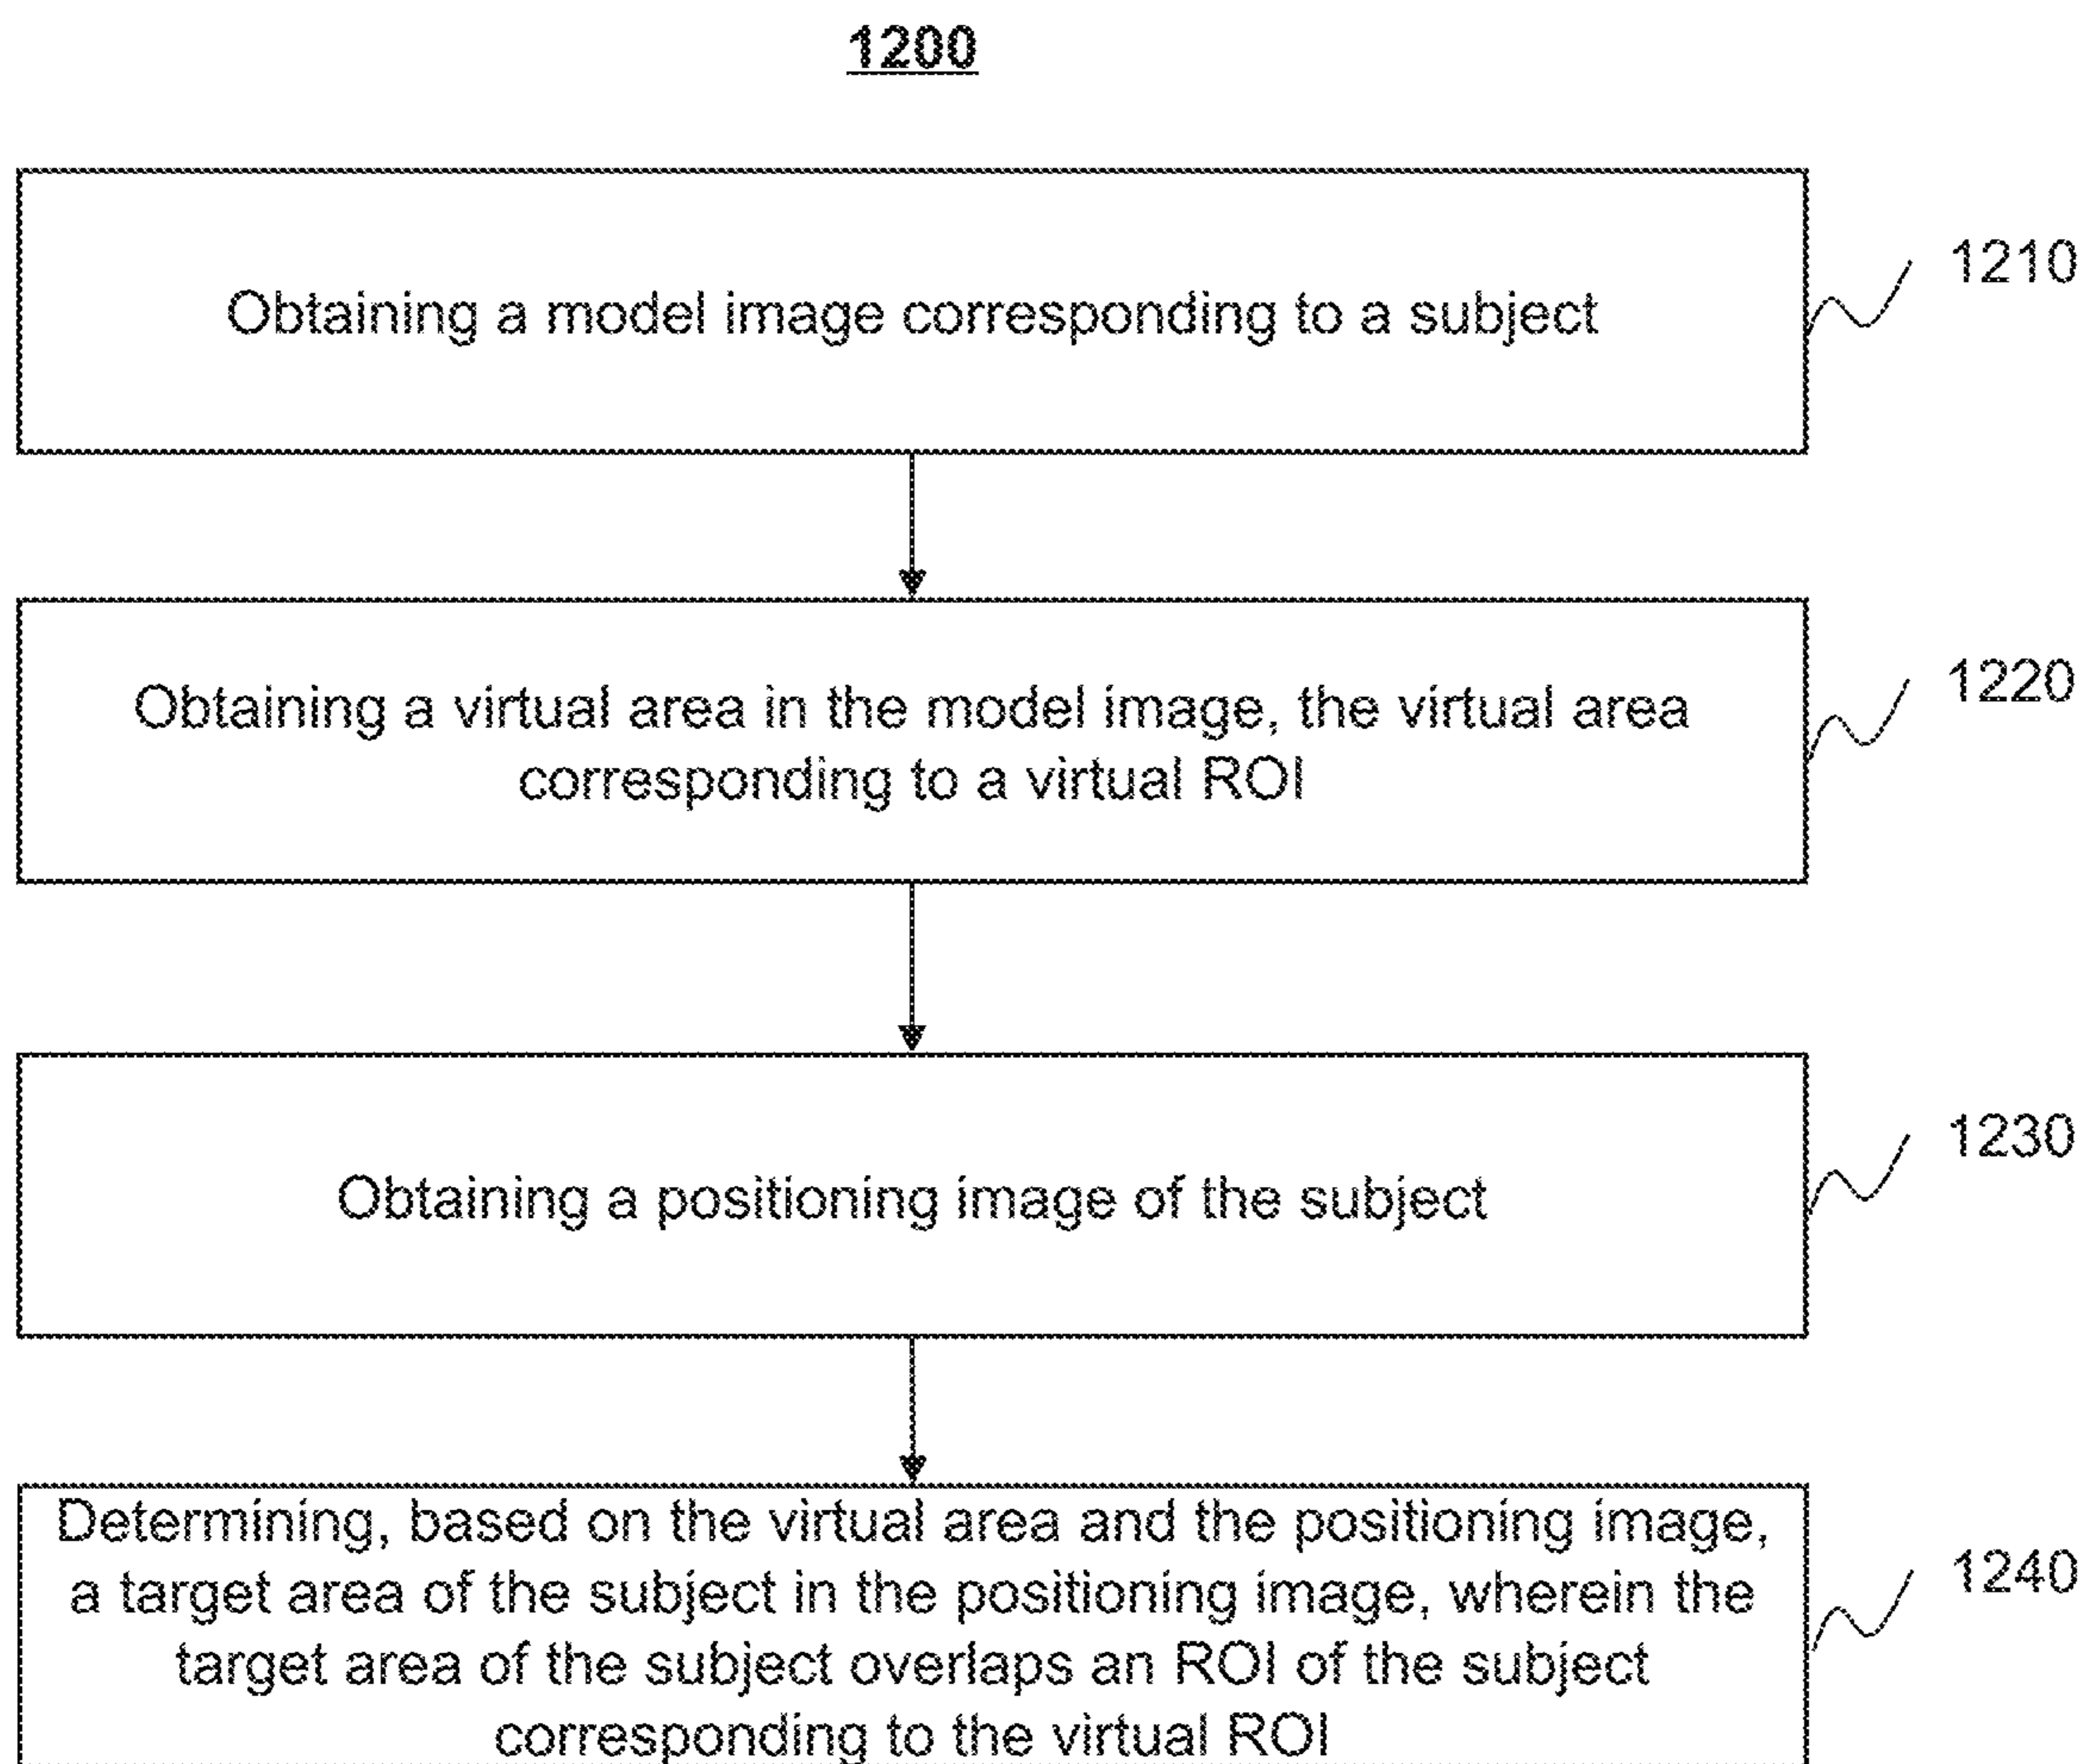 1200
Obtaining a model image corresponding to a subject
1210
Obtaining a virtual area in the model image, the virtual area
corresponding to a virtual ROI
1220
Obtaining a positioning image of the subject
1230
Determining, based on the virtual area and the positioning image,
a target area of the subject in the positioning image, wherein the
target area of the subject overlaps an ROI of the subject
corresponding to the virtual ROI
1240